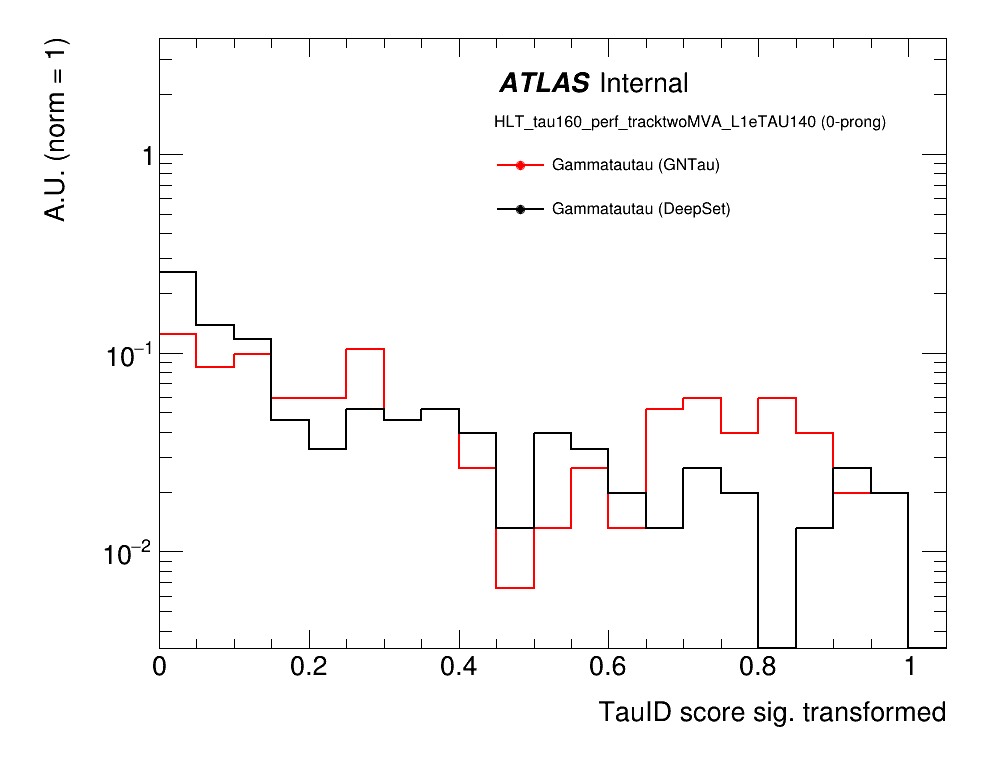 A.U. (norm = 1)
ATLAS Internal
HLT_tau160_perf_tracktwoMVA_L1eTAU140 (0-prong)
Gammatautau (GNTau)
Gammatautau (DeepSet)
1
10⁻¹
10⁻²
0 0.2 0.4 0.6 0.8 1
TauID score sig. transformed